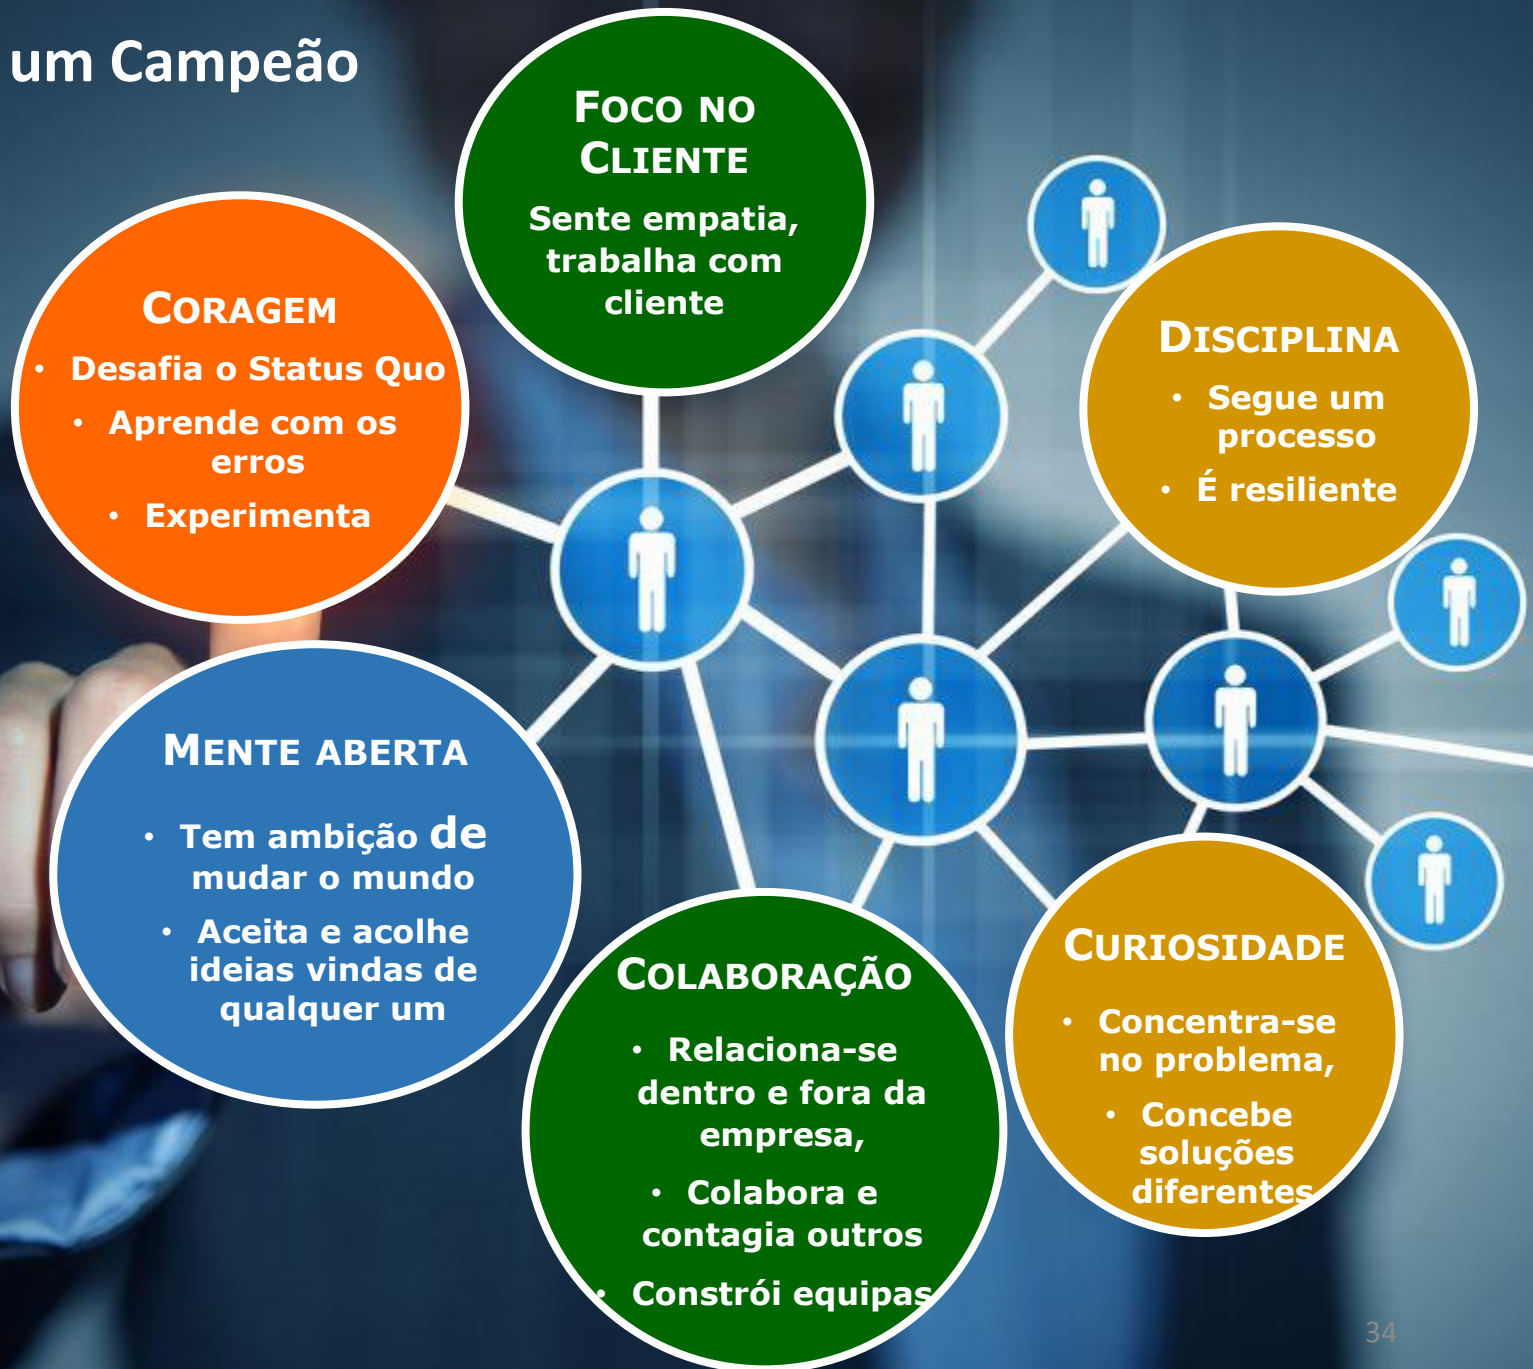 um Campeão
FOCO NO
CLIENTE
Sente empatia,
trabalha com
cliente
CORAGEM
• Desafia o Status Quo
• Aprende com os
erros
• Experimenta
DISCIPLINA
• Segue um
processo
• É resiliente
MENTE ABERTA
• Tem ambição de
mudar o mundo
• Aceita e acolhe
ideias vindas de
qualquer um
COLABORAÇÃO
• Relaciona-se
dentro e fora da
empresa,
• Colabora e
contagia outros
• Constrói equipas
CURIOSIDADE
• Concentra-se
no problema,
• Concebe
soluções
diferentes
34